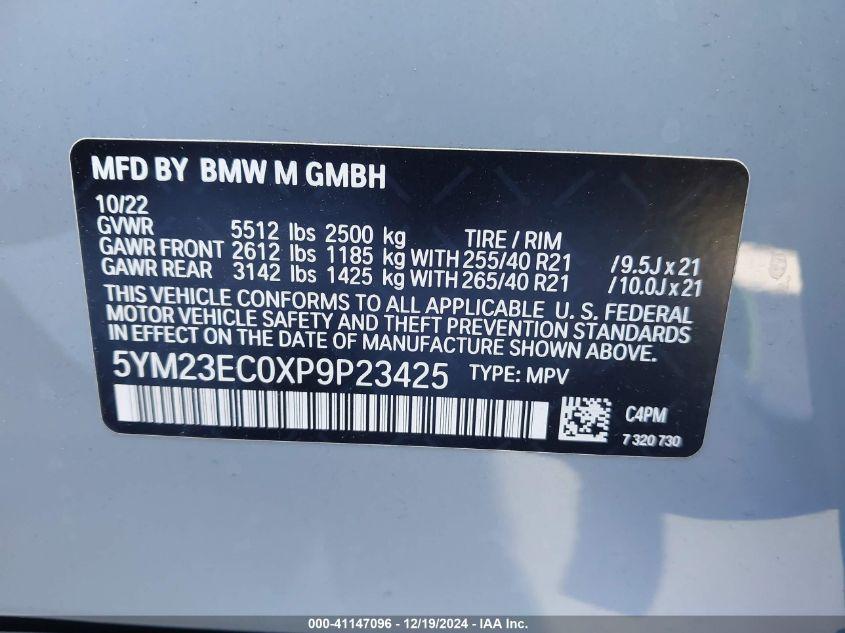 MFD BY BMW M GMBH
10/22
GVWR 5512 lbs 2500 kg TIRE / RIM
GAWR FRONT 2612 lbs 1185 kg WITH 255/40 R21 /9.5J x 21
GAWR REAR 3142 lbs 1425 kg WITH 265/40 R21 /10.0J x 21
THIS VEHICLE CONFORMS TO ALL APPLICABLE U. S. FEDERAL
MOTOR VEHICLE SAFETY AND THEFT PREVENTION STANDARDS
IN EFFECT ON THE DATE OF MANUFACTURE SHOWN ABOVE.
5YM23EC0XP9P23425 TYPE: MPV
C4PM
7 320 730
000-41147096 - 12/19/2024 - IAA Inc.